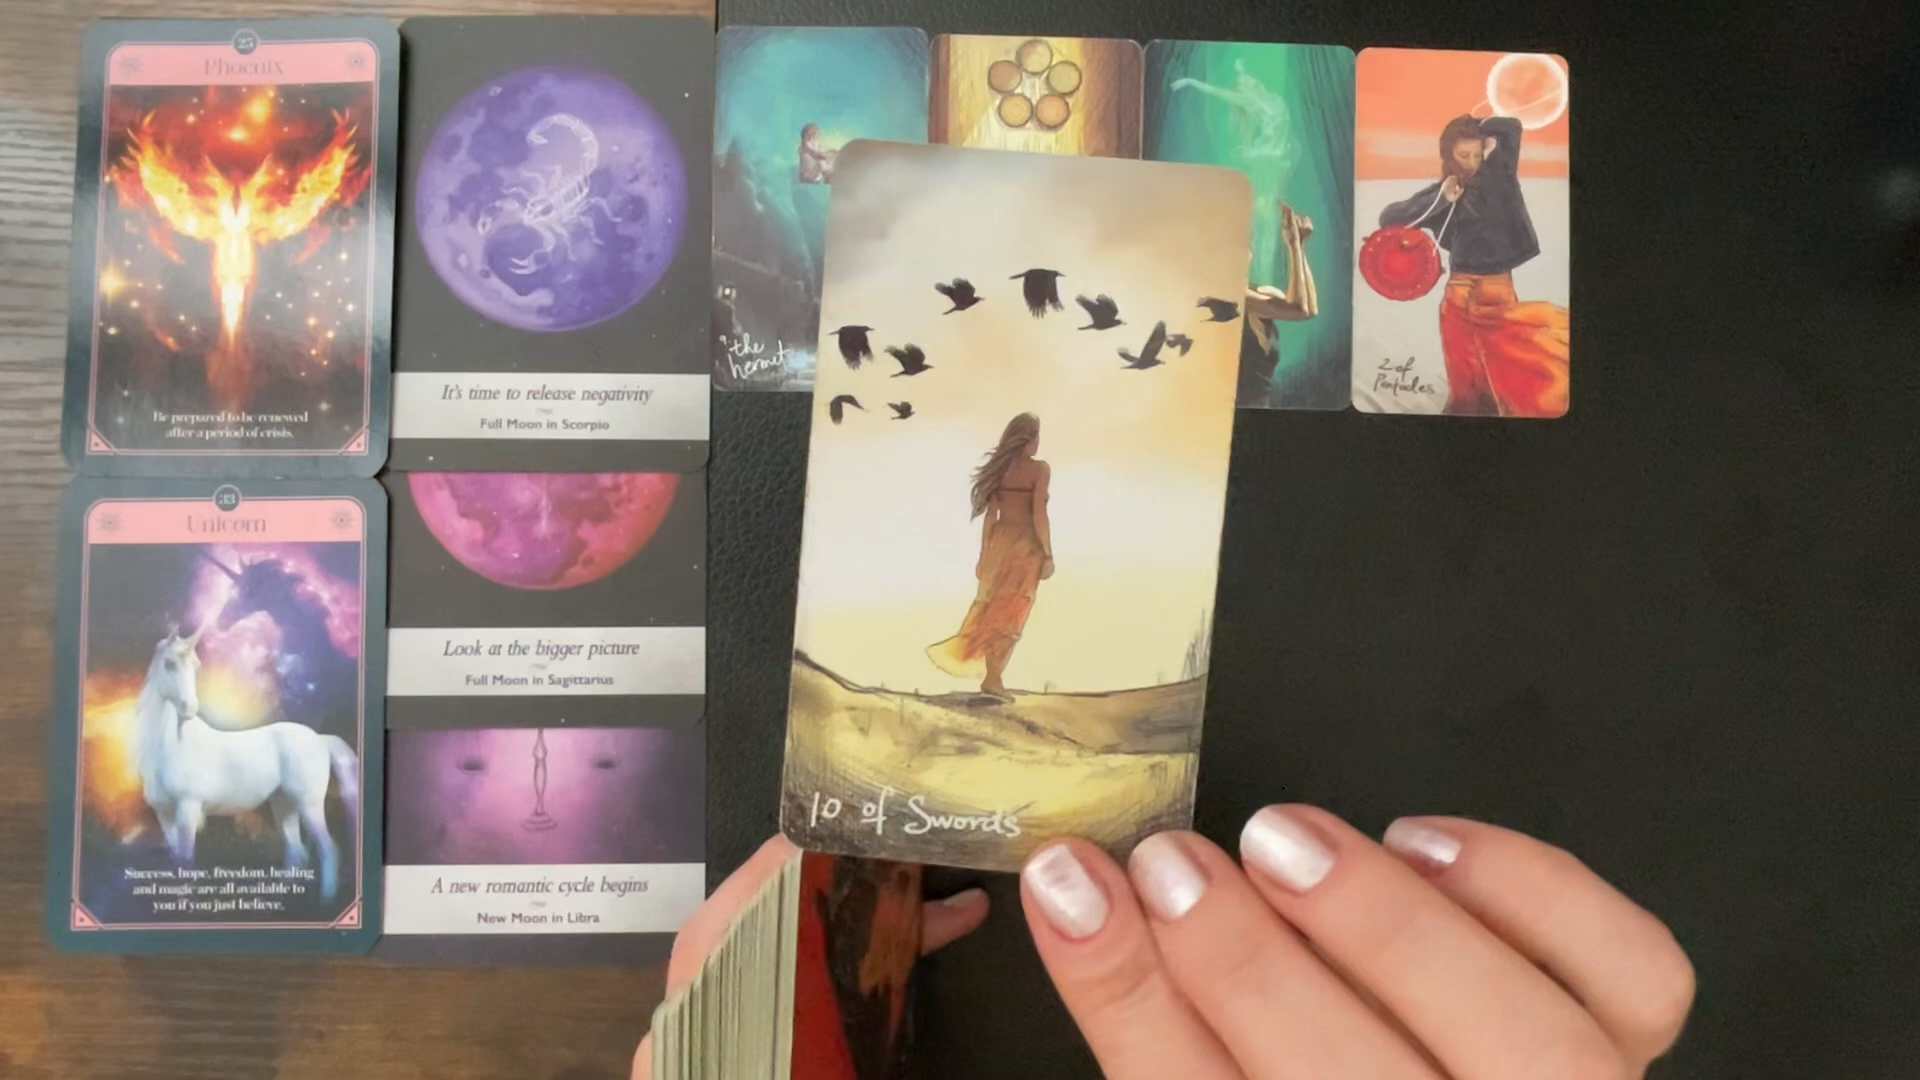 25
Phoenix
Be prepared to be renewed
after a period of crisis.
33
Unicorn
Success, hope, freedom, healing
and magic are all available to
you if you just believe.
It's time to release negativity
Full Moon in Scorpio
Look at the bigger picture
Full Moon in Sagittarius
A new romantic cycle begins
New Moon in Libra
the
hermit
2 of
Pentacles
10 of Swords